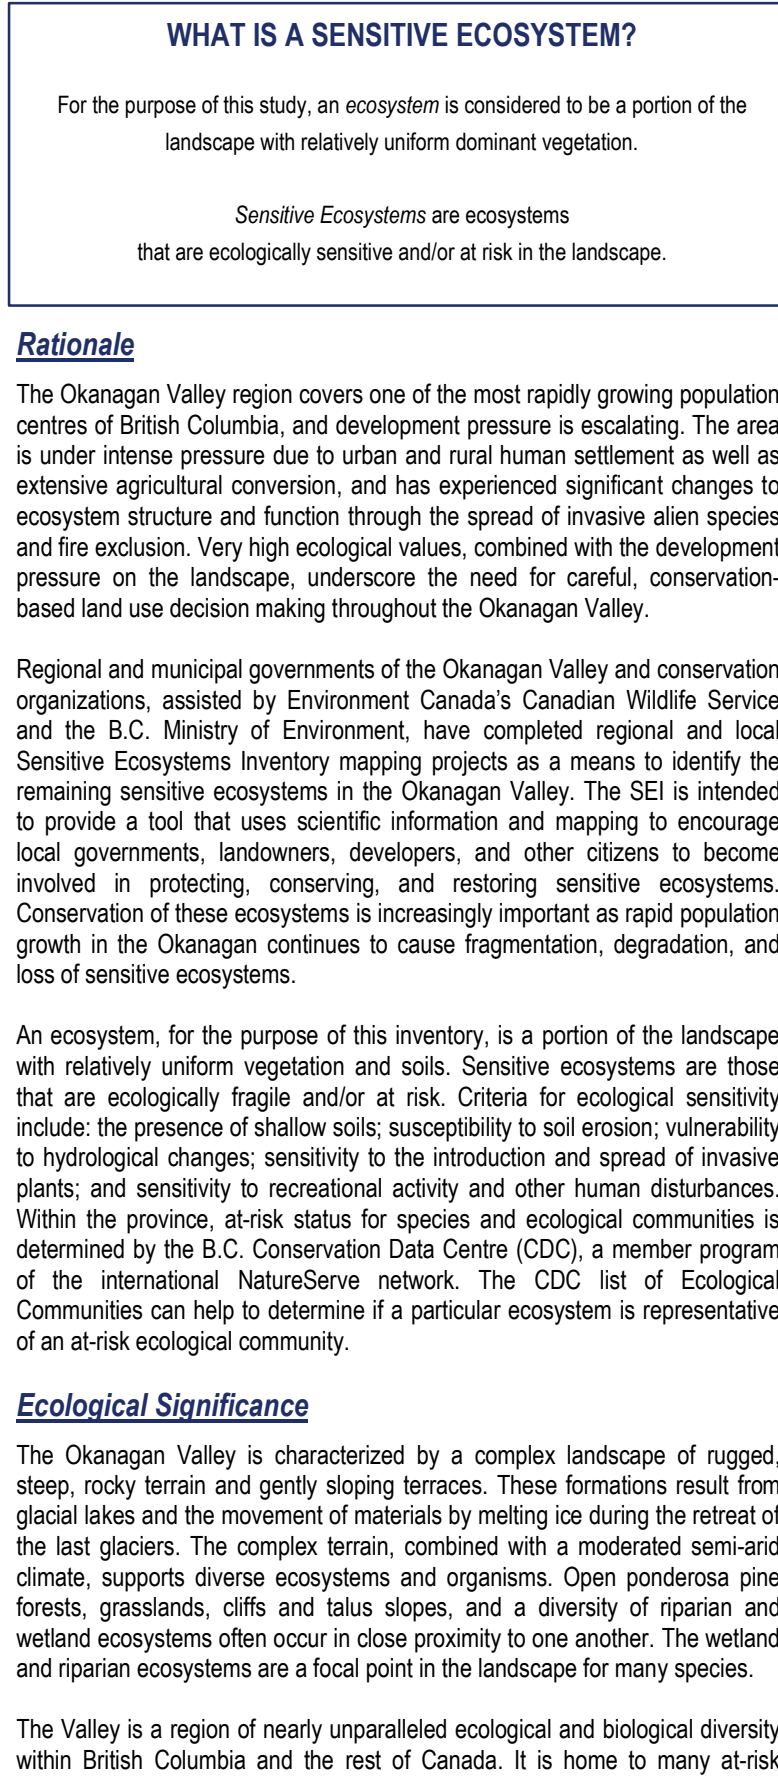 WHAT IS A SENSITIVE ECOSYSTEM?
For the purpose of this study, an ecosystem is considered to be a portion of the
landscape with relatively uniform dominant vegetation.
Sensitive Ecosystems are ecosystems
that are ecologically sensitive and/or at risk in the landscape.
Rationale
The Okanagan Valley region covers one of the most rapidly growing population
centres of British Columbia, and development pressure is escalating. The area
is under intense pressure due to urban and rural human settlement as well as
extensive agricultural conversion, and has experienced significant changes to
ecosystem structure and function through the spread of invasive alien species
and fire exclusion. Very high ecological values, combined with the development
pressure on the landscape, underscore the need for careful, conservation-
based land use decision making throughout the Okanagan Valley.
Regional and municipal governments of the Okanagan Valley and conservation
organizations, assisted by Environment Canada's Canadian Wildlife Service
and the B.C. Ministry of Environment, have completed regional and local
Sensitive Ecosystems Inventory mapping projects as a means to identify the
remaining sensitive ecosystems in the Okanagan Valley. The SEI is intended
to provide a tool that uses scientific information and mapping to encourage
local governments, landowners, developers, and other citizens to become
involved in protecting, conserving, and restoring sensitive ecosystems.
Conservation of these ecosystems is increasingly important as rapid population
growth in the Okanagan continues to cause fragmentation, degradation, and
loss of sensitive ecosystems.
An ecosystem, for the purpose of this inventory, is a portion of the landscape
with relatively uniform vegetation and soils. Sensitive ecosystems are those
that are ecologically fragile and/or at risk. Criteria for ecological sensitivity
include: the presence of shallow soils; susceptibility to soil erosion; vulnerability
to hydrological changes; sensitivity to the introduction and spread of invasive
plants; and sensitivity to recreational activity and other human disturbances.
Within the province, at-risk status for species and ecological communities is
determined by the B.C. Conservation Data Centre (CDC), a member program
of the international NatureServe network. The CDC list of Ecological
Communities can help to determine if a particular ecosystem is representative
of an at-risk ecological community.
Ecological Significance
The Okanagan Valley is characterized by a complex landscape of rugged,
steep, rocky terrain and gently sloping terraces. These formations result from
glacial lakes and the movement of materials by melting ice during the retreat of
the last glaciers. The complex terrain, combined with a moderated semi-arid
climate, supports diverse ecosystems and organisms. Open ponderosa pine
forests, grasslands, cliffs and talus slopes, and a diversity of riparian and
wetland ecosystems often occur in close proximity to one another. The wetland
and riparian ecosystems are a focal point in the landscape for many species.
The Valley is a region of nearly unparalleled ecological and biological diversity
within British Columbia and the rest of Canada. It is home to many at-risk